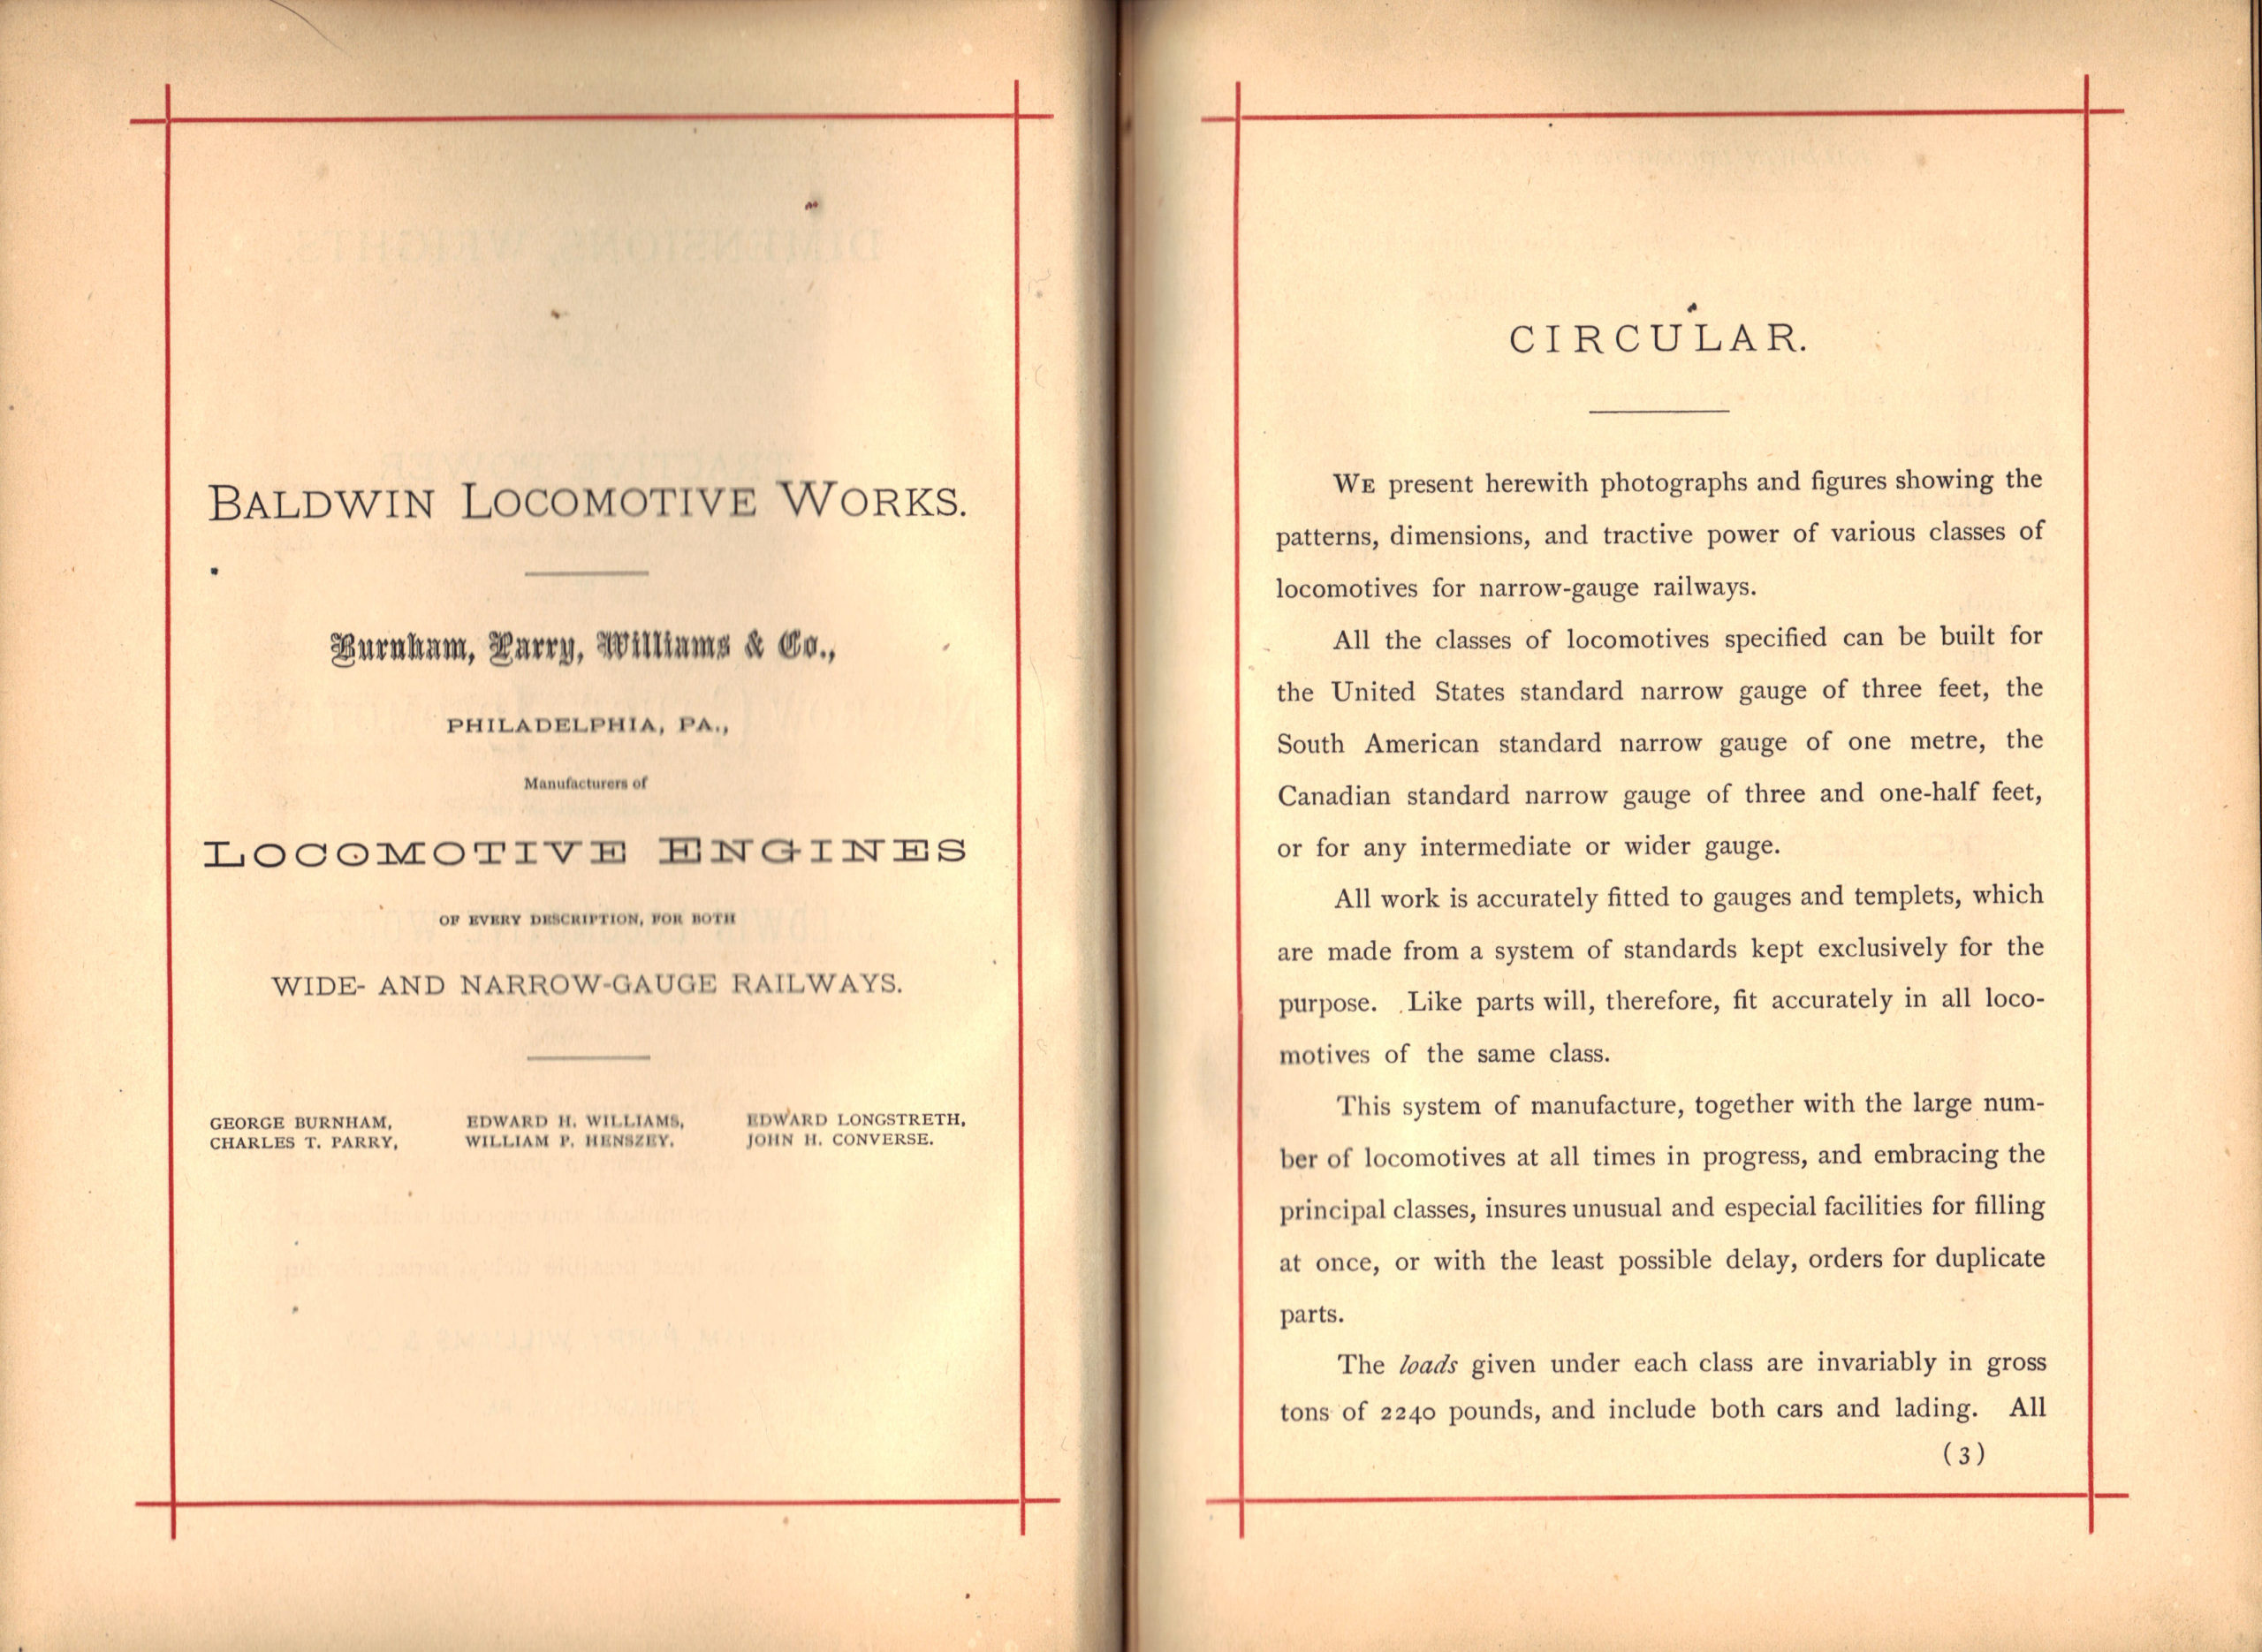 BALDWIN LOCOMOTIVE WORKS.
Burnham, Parry, Williams & Co.,
PHILADELPHIA, PA.,
Manufacturers of
LOCOMOTIVE ENGINES
OF EVERY DESCRIPTION, FOR BOTH
WIDE- AND NARROW-GAUGE RAILWAYS.
GEORGE BURNHAM, EDWARD H. WILLIAMS, EDWARD LONGSTRETH,
CHARLES T. PARRY, WILLIAM P. HENSZEY. JOHN H. CONVERSE.
CIRCULAR.
WE present herewith photographs and figures showing the
patterns, dimensions, and tractive power of various classes of
locomotives for narrow-gauge railways.
All the classes of locomotives specified can be built for
the United States standard narrow gauge of three feet, the
South American standard narrow gauge of one metre, the
Canadian standard narrow gauge of three and one-half feet,
or for any intermediate or wider gauge.
All work is accurately fitted to gauges and templets, which
are made from a system of standards kept exclusively for the
purpose. Like parts will, therefore, fit accurately in all loco-
motives of the same class.
This system of manufacture, together with the large num-
ber of locomotives at all times in progress, and embracing the
principal classes, insures unusual and especial facilities for filling
at once, or with the least possible delay, orders for duplicate
parts.
The loads given under each class are invariably in gross
tons of 2240 pounds, and include both cars and lading. All
(3)